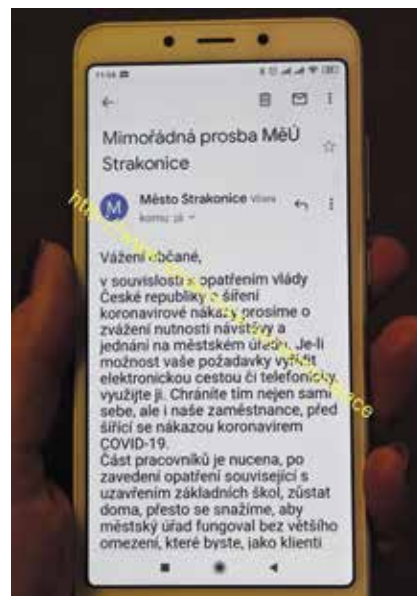 11:56
Mimořádná prosba MěÚ
Strakonice
M
Město Strakonice Včera
komu: já
Vážení občané,
v souvislosti s opatřením vlády
České republiky o šíření
koronavirové nákazy prosíme o
zvážení nutnosti návštěvy a
jednání na městském úřadu. Je-li
možnost vaše požadavky vyřídit
elektronickou cestou či telefonicky,
využijte ji. Chráníte tím nejen sami
sebe, ale i naše zaměstnance, před
šířící se nákazou koronavirem
COVID-19.
Část pracovníků je nucena, po
zavedení opatření související s
uzavřením základních škol, zůstat
doma, přesto se snažíme, aby
městský úřad fungoval bez většího
omezení, které byste, jako klienti